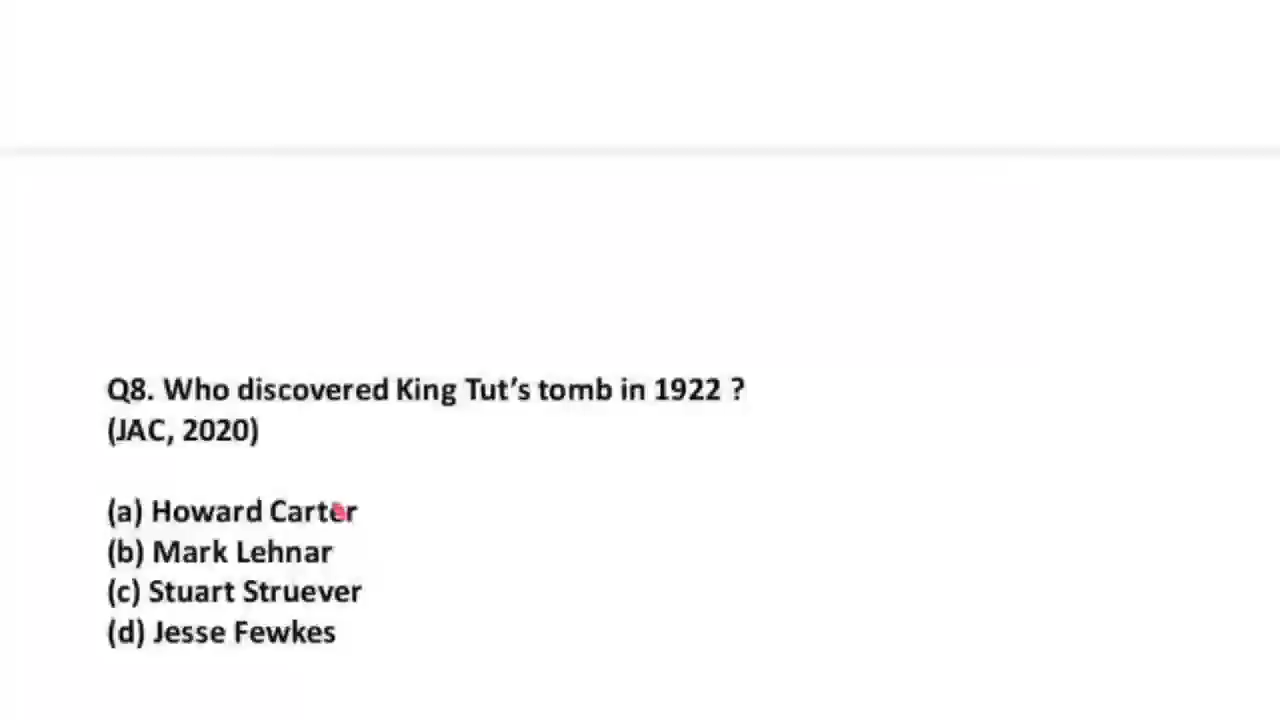 Q8. Who discovered King Tut’s tomb in 1922 ?
(JAC, 2020)
(a) Howard Carter
(b) Mark Lehnar
(c) Stuart Struever
(d) Jesse Fewkes